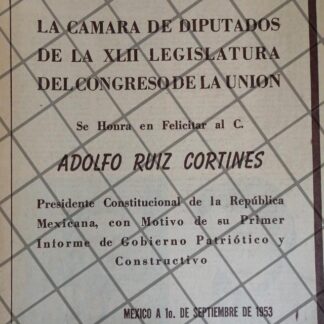 LA CAMARA DE DIPUTADOS
DE LA XLII LEGISLATURA
DEL CONGRESO DE LA UNION
Se Honra en Felicitar al C.
ADOLFO RUIZ CORTINES
Presidente Constitucional de la República
Mexicana, con Motivo de su Primer
Informe de Gobierno Patriótico y
Constructivo
MEXICO A 1o. DE SEPTIEMBRE DE 1953